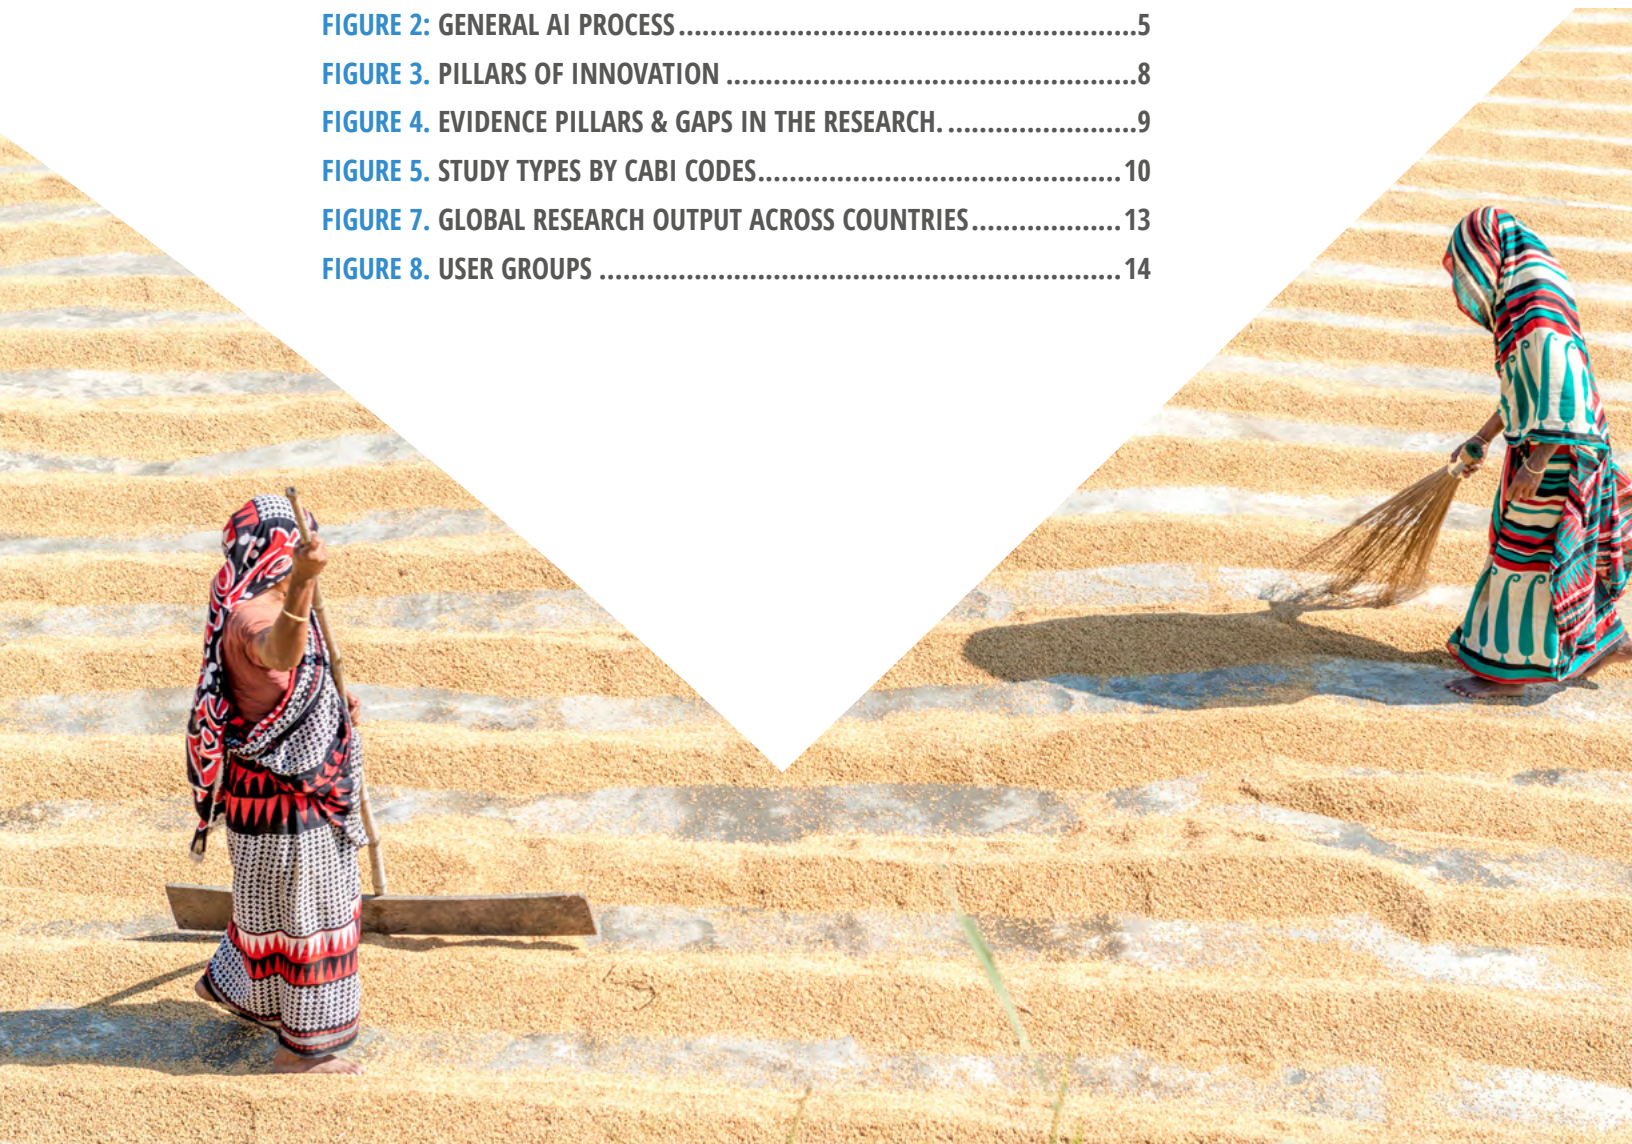 FIGURE 2: GENERAL AI PROCESS..........................................................5
FIGURE 3. PILLARS OF INNOVATION ....................................................8
FIGURE 4. EVIDENCE PILLARS & GAPS IN THE RESEARCH. ........................9
FIGURE 5. STUDY TYPES BY CABI CODES..............................................10
FIGURE 7. GLOBAL RESEARCH OUTPUT ACROSS COUNTRIES...................13
FIGURE 8. USER GROUPS ..................................................................14